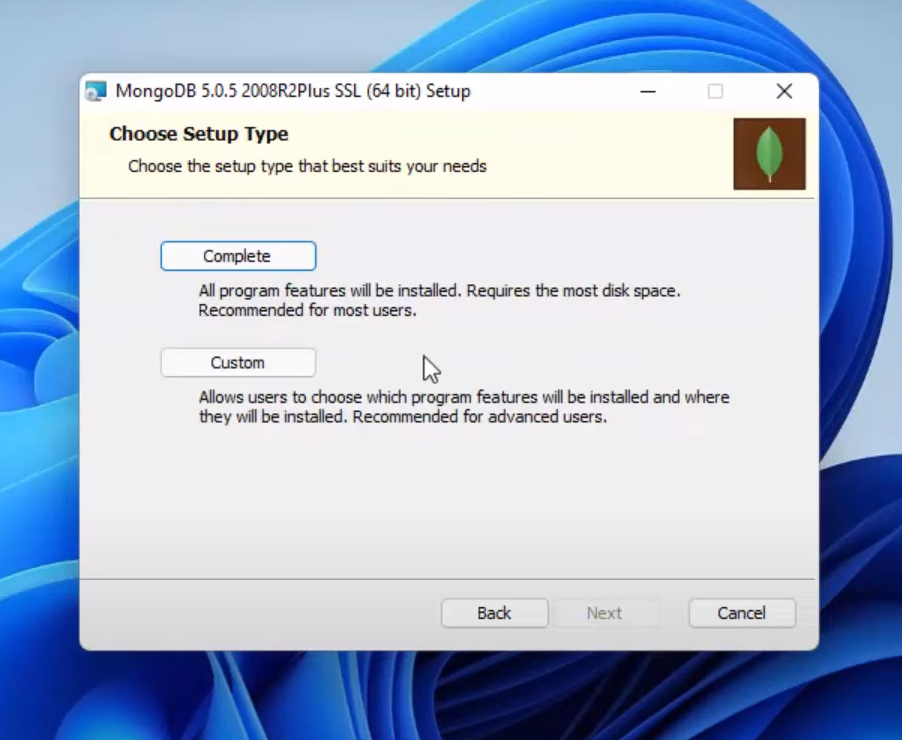 MongoDB 5.0.5 2008R2Plus SSL (64 bit) Setup
Choose Setup Type
Choose the setup type that best suits your needs
Complete
All program features will be installed. Requires the most disk space.
Recommended for most users.
Custom
Allows users to choose which program features will be installed and where
they will be installed. Recommended for advanced users.
Back
Next
Cancel